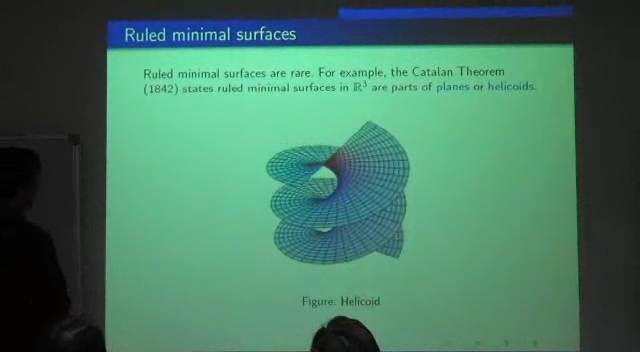 Ruled minimal surfaces
Ruled minimal surfaces are rare. For example, the Catalan Theorem
(1842) states ruled minimal surfaces in ℝ³ are parts of planes or helicoids.
Figure: Helicoid